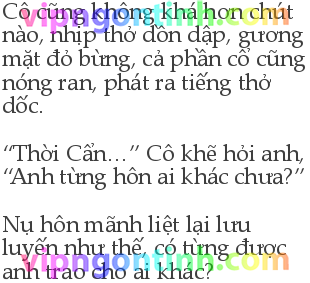 Cô cũng không khá hơn chút
nào, nhịp thở dồn dập, gương
mặt đỏ bừng, cả phần cổ cũng
nóng ran, phát ra tiếng thở
dốc.
“Thời Cẩn…” Cô khẽ hỏi anh,
“Anh từng hôn ai khác chưa?”
Nụ hôn mãnh liệt lại lưu
luyến như thế, có từng được
anh trao cho ai khác?
vipngontinh.com
vipngontinh.com